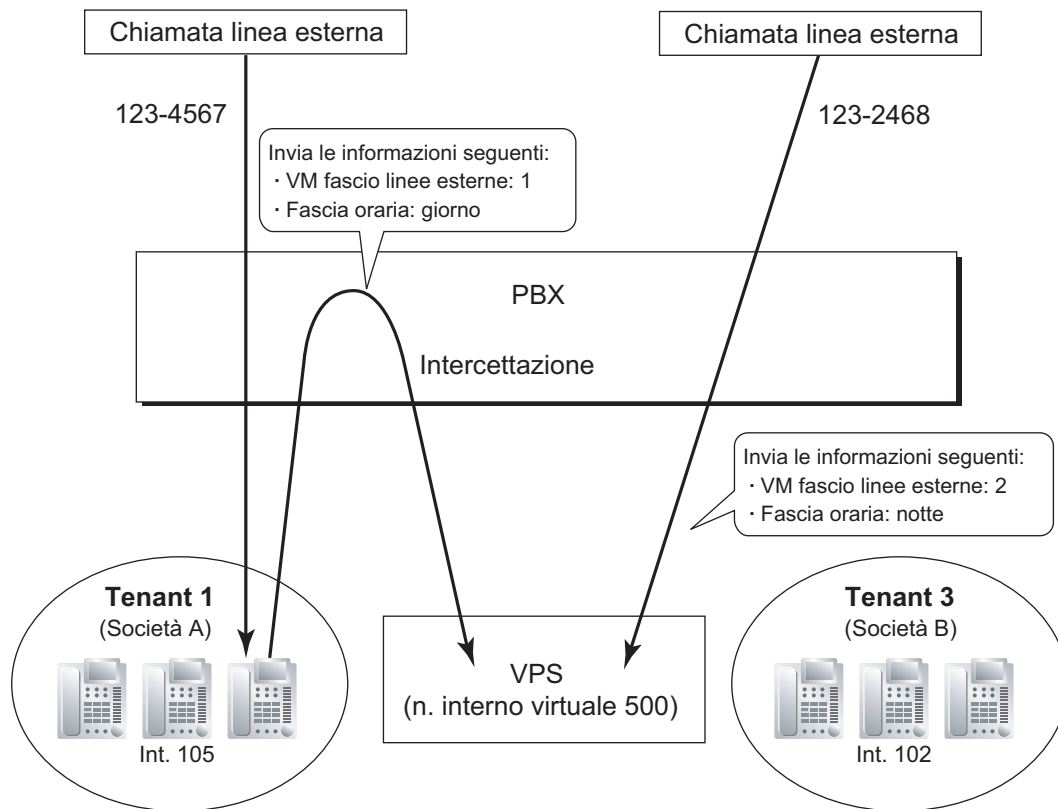 Chiamata linea esterna
Chiamata linea esterna
123-4567
123-2468
Invia le informazioni seguenti:
· VM fascio linee esterne: 1
· Fascia oraria: giorno
PBX
Intercettazione
Invia le informazioni seguenti:
· VM fascio linee esterne: 2
· Fascia oraria: notte
Tenant 1
(Società A)
Int. 105
VPS
(n. interno virtuale 500)
Tenant 3
(Società B)
Int. 102